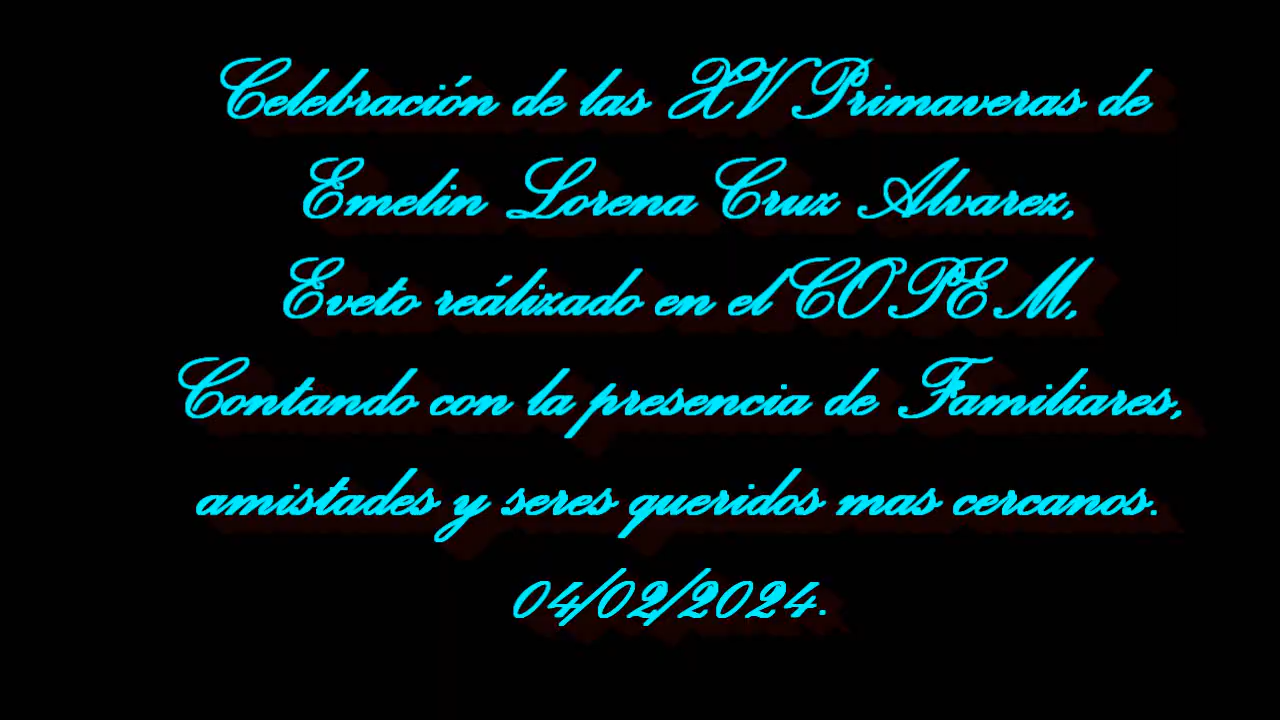 Celebración de las XV Primaveras de
Emelin Lorena Cruz Alvarez,
Eveto reálizado en el COPEM,
Contando con la presencia de Familiares,
amistades y seres queridos mas cercanos.
04/02/2024.